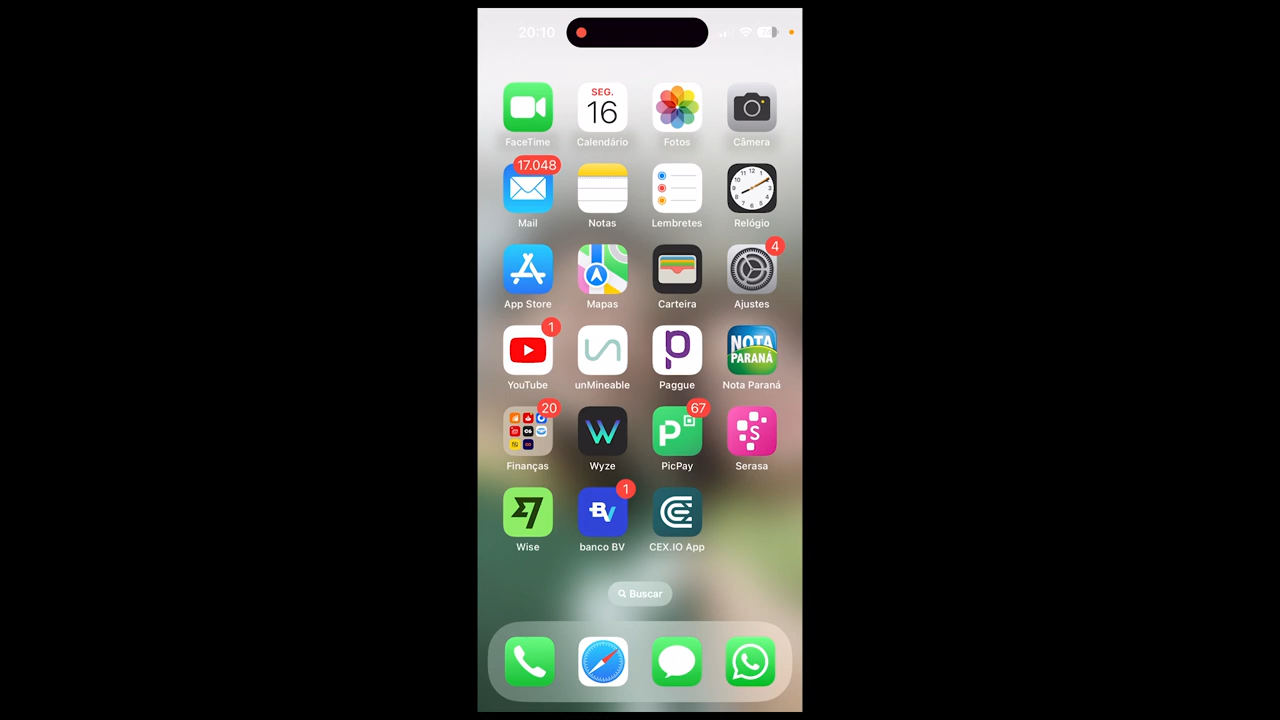 20:10
SEG.
16
FaceTime Calendário Fotos Câmera
17.048
Mail Notas Lembretes Relógio
4
App Store Mapas Carteira Ajustes
1
NOTA
PARANÁ
YouTube unMineable Paggue Nota Paraná
20 67
Finanças Wyze PicPay Serasa
1
Wise banco BV CEX.IO App
Buscar